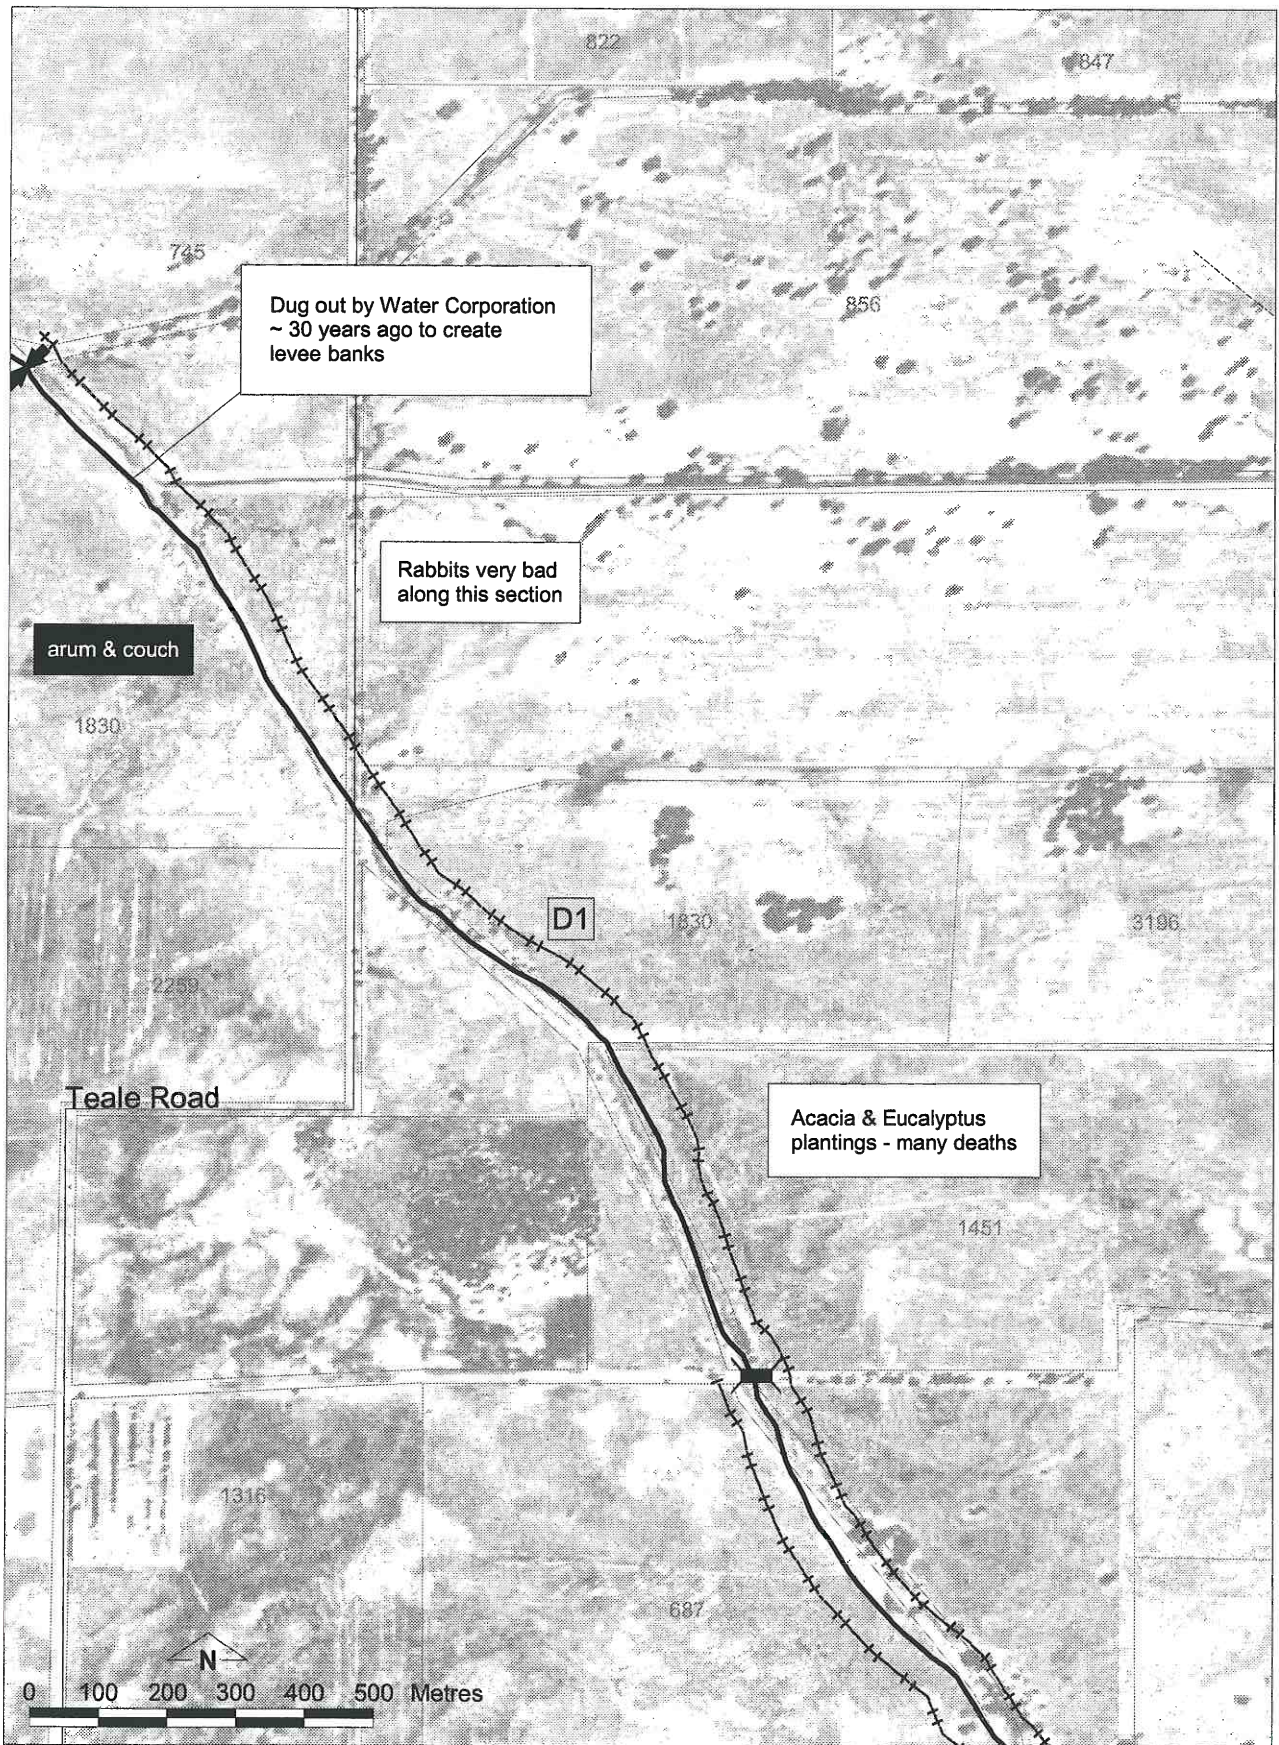 822
847
745
856
Dug out by Water Corporation
~ 30 years ago to create
levee banks
Rabbits very bad
along this section
arum & couch
1830
D1
1830
3196
2259
Teale Road
Acacia & Eucalyptus
plantings - many deaths
1451
1316
687
N
0 100 200 300 400 500 Metres